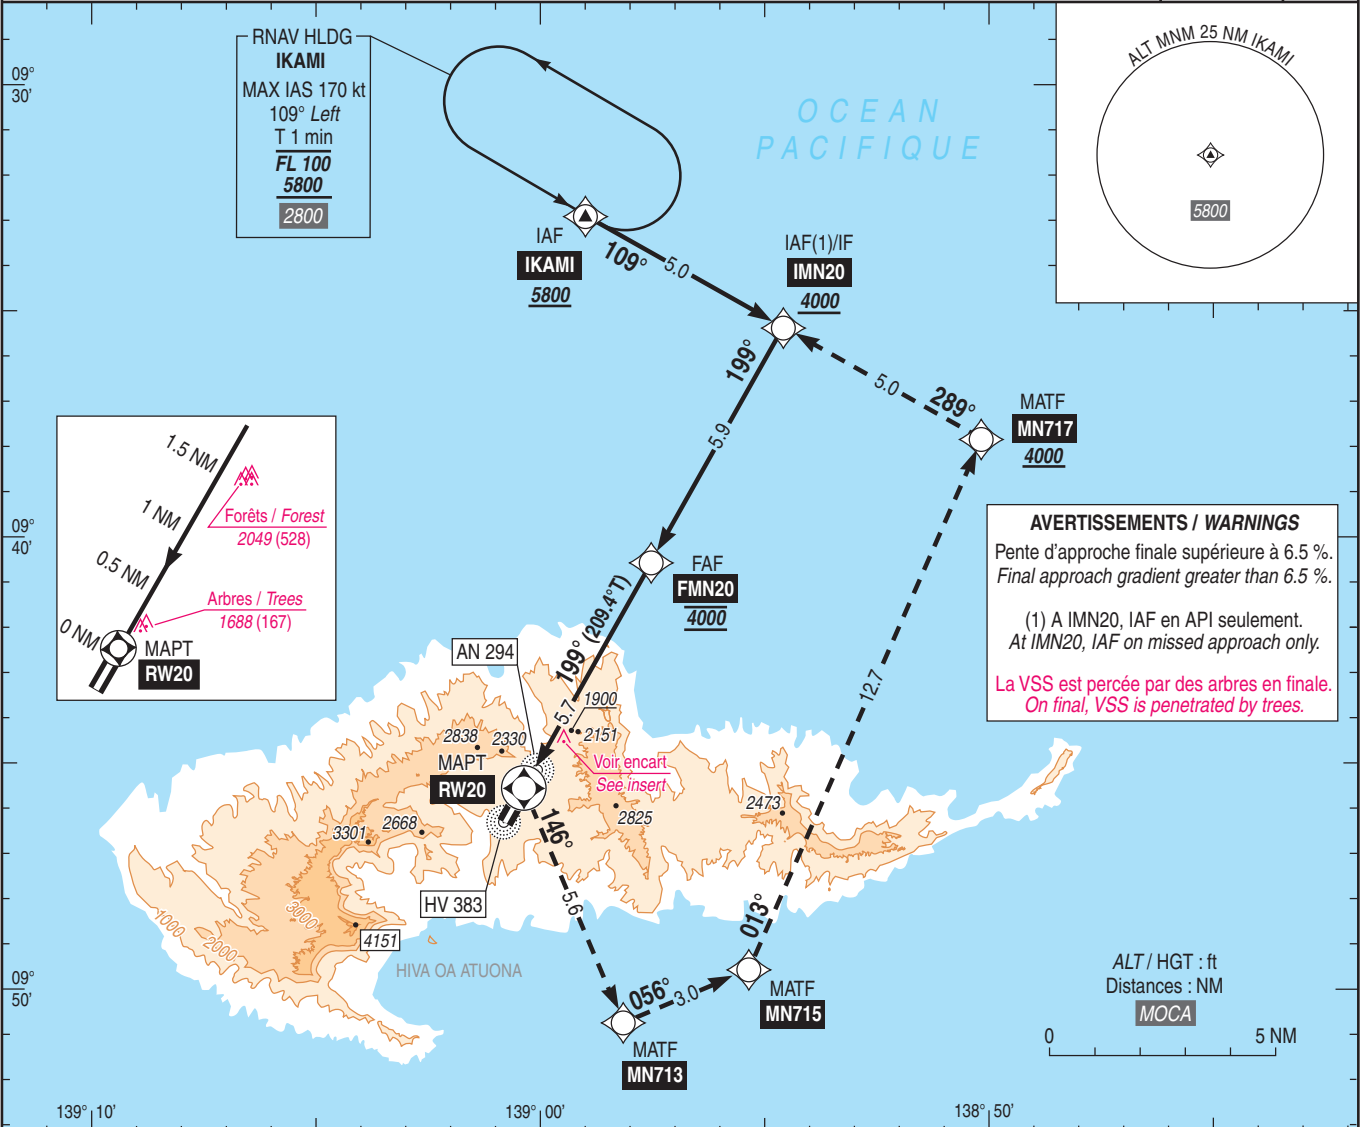 RNAV HLDG
IKAMI
MAX IAS 170 kt
109° Left
T 1 min
FL 100
5800
2800
OCEAN
PACIFIQUE
ALT MNM 25 NM IKAMI
5800
09°
30'
IAF
IKAMI
5800
109°
5.0
IAF(1)/IF
IMN20
4000
199°
5.9
5.0
289°
MATF
MN717
4000
1.5 NM
1 NM
0.5 NM
0 NM
Forêts / Forest
2049 (528)
Arbres / Trees
1688 (167)
MAPT
RW20
09°
40'
FAF
FMN20
4000
199° (209.4°T)
5.7
AVERTISSEMENTS / WARNINGS
Pente d'approche finale supérieure à 6.5 %.
Final approach gradient greater than 6.5 %.
(1) A IMN20, IAF en API seulement.
At IMN20, IAF on missed approach only.
La VSS est percée par des arbres en finale.
On final, VSS is penetrated by trees.
AN 294
1900
2151
2838
2330
MAPT
RW20
Voir encart
See insert
12.7
2825
2473
3301
2668
146°
5.6
HV 383
3000
1000
2000
4151
HIVA OA ATUONA
013°
056°
3.0
MATF
MN715
MATF
MN713
09°
50'
ALT / HGT : ft
Distances : NM
MOCA
0
5 NM
139° 10'
139° 00'
138° 50'